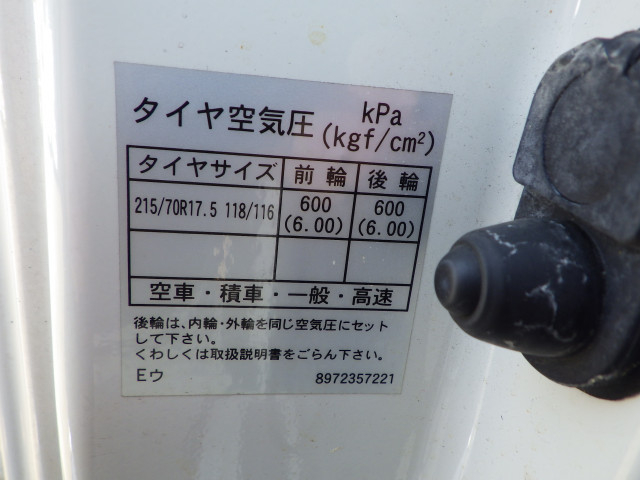 タイヤ空気圧 kPa (kgf/cm²)
タイヤサイズ 前輪 後輪
215/70R17.5 118/116 600 (6.00) 600 (6.00)
空車・積車・一般・高速
後輪は、内輪・外輪を同じ空気圧にセット
して下さい。
くわしくは取扱説明書をごらん下さい。
Eウ 8972357221